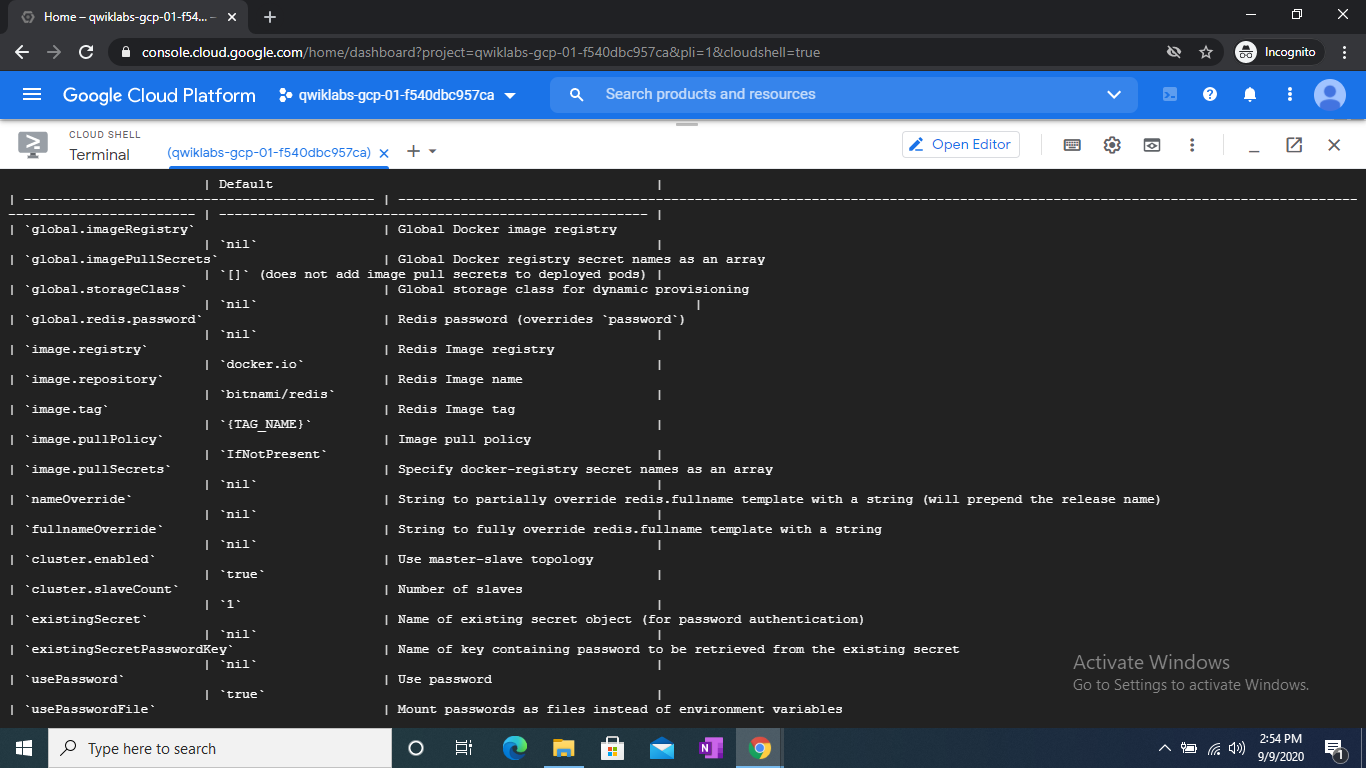 Home – qwiklabs-gcp-01-f54... –
console.cloud.google.com/home/dashboard?project=qwiklabs-gcp-01-f540dbc957ca&pli=1&cloudshell=true
Incognito
Google Cloud Platform
qwiklabs-gcp-01-f540dbc957ca
Search products and resources
CLOUD SHELL
Terminal
(qwiklabs-gcp-01-f540dbc957ca)
Open Editor
| Default |
| --------------------------------------------- | ---------------------------------------------------------------------------------------------------------------------------
------------------------ | ------------------------------------------------------- |
| `global.imageRegistry` | Global Docker image registry
| `nil` |
| `global.imagePullSecrets` | Global Docker registry secret names as an array
| `[]` (does not add image pull secrets to deployed pods) |
| `global.storageClass` | Global storage class for dynamic provisioning
| `nil` |
| `global.redis.password` | Redis password (overrides `password`)
| `nil` |
| `image.registry` | Redis Image registry
| `docker.io` |
| `image.repository` | Redis Image name
| `bitnami/redis` |
| `image.tag` | Redis Image tag
| `{TAG_NAME}` |
| `image.pullPolicy` | Image pull policy
| `IfNotPresent` |
| `image.pullSecrets` | Specify docker-registry secret names as an array
| `nil` |
| `nameOverride` | String to partially override redis.fullname template with a string (will prepend the release name)
| `nil` |
| `fullnameOverride` | String to fully override redis.fullname template with a string
| `nil` |
| `cluster.enabled` | Use master-slave topology
| `true` |
| `cluster.slaveCount` | Number of slaves
| `1` |
| `existingSecret` | Name of existing secret object (for password authentication)
| `nil` |
| `existingSecretPasswordKey` | Name of key containing password to be retrieved from the existing secret
| `nil` |
| `usePassword` | Use password
| `true` |
| `usePasswordFile` | Mount passwords as files instead of environment variables
Activate Windows
Go to Settings to activate Windows.
Type here to search
N
2:54 PM
9/9/2020
1